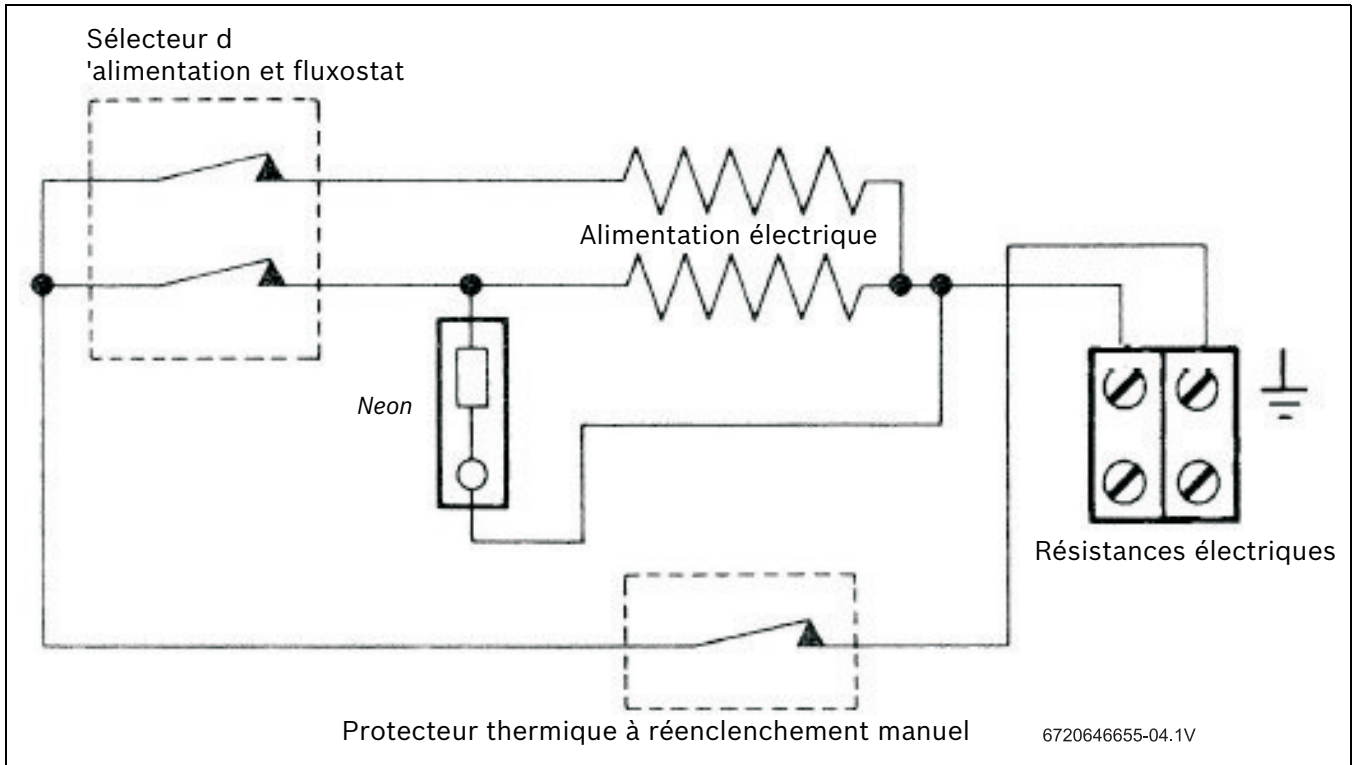 Sélecteur d
'alimentation et fluxostat
Alimentation électrique
Neon
Résistances électriques
Protecteur thermique à réenclenchement manuel
6720646655-04.1V